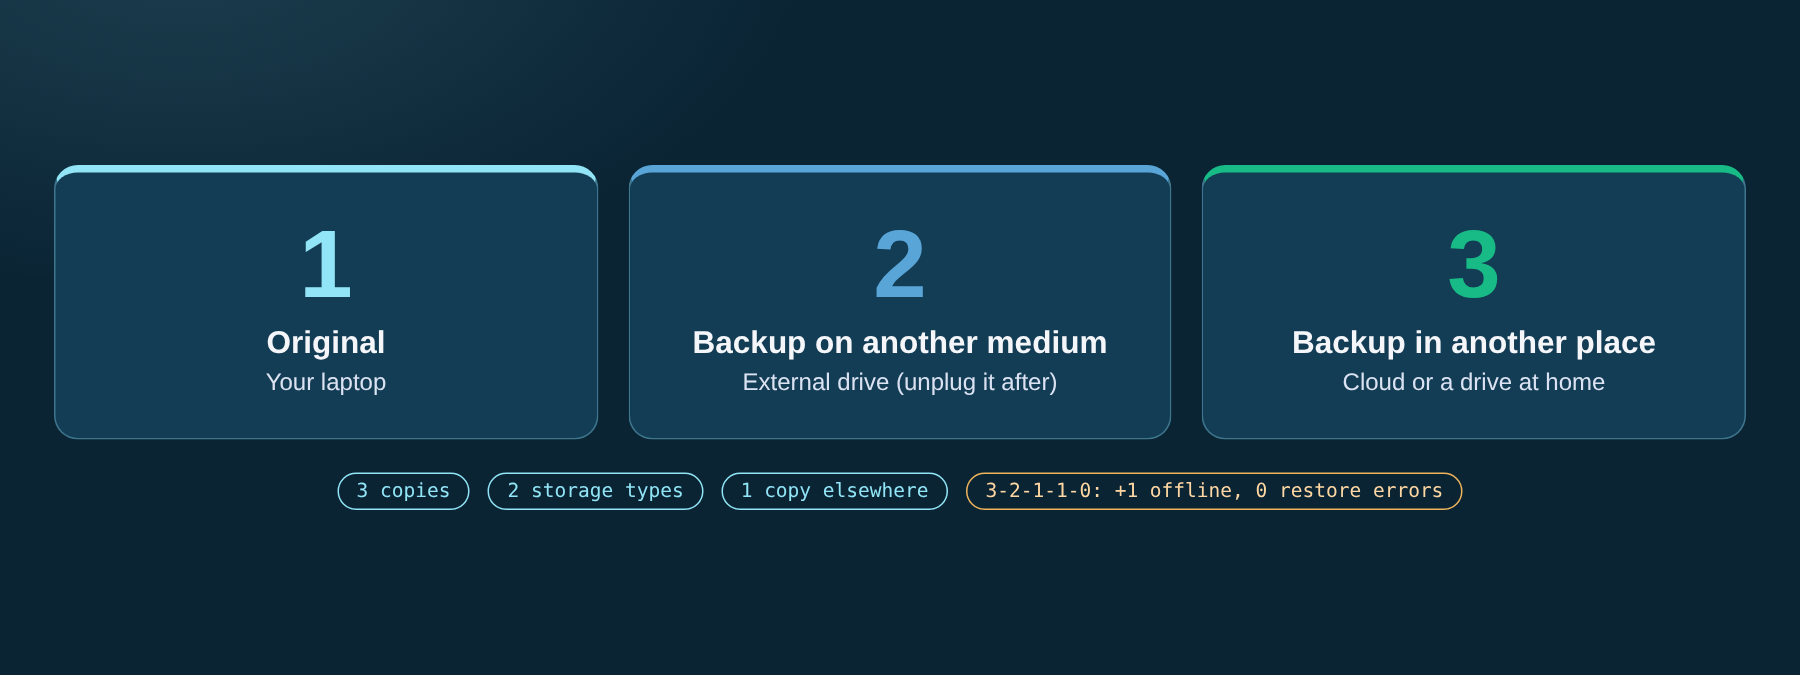 1
Original
Your laptop
2
Backup on another medium
External drive (unplug it after)
3
Backup in another place
Cloud or a drive at home
3 copies
2 storage types
1 copy elsewhere
3-2-1-1-0: +1 offline, 0 restore errors